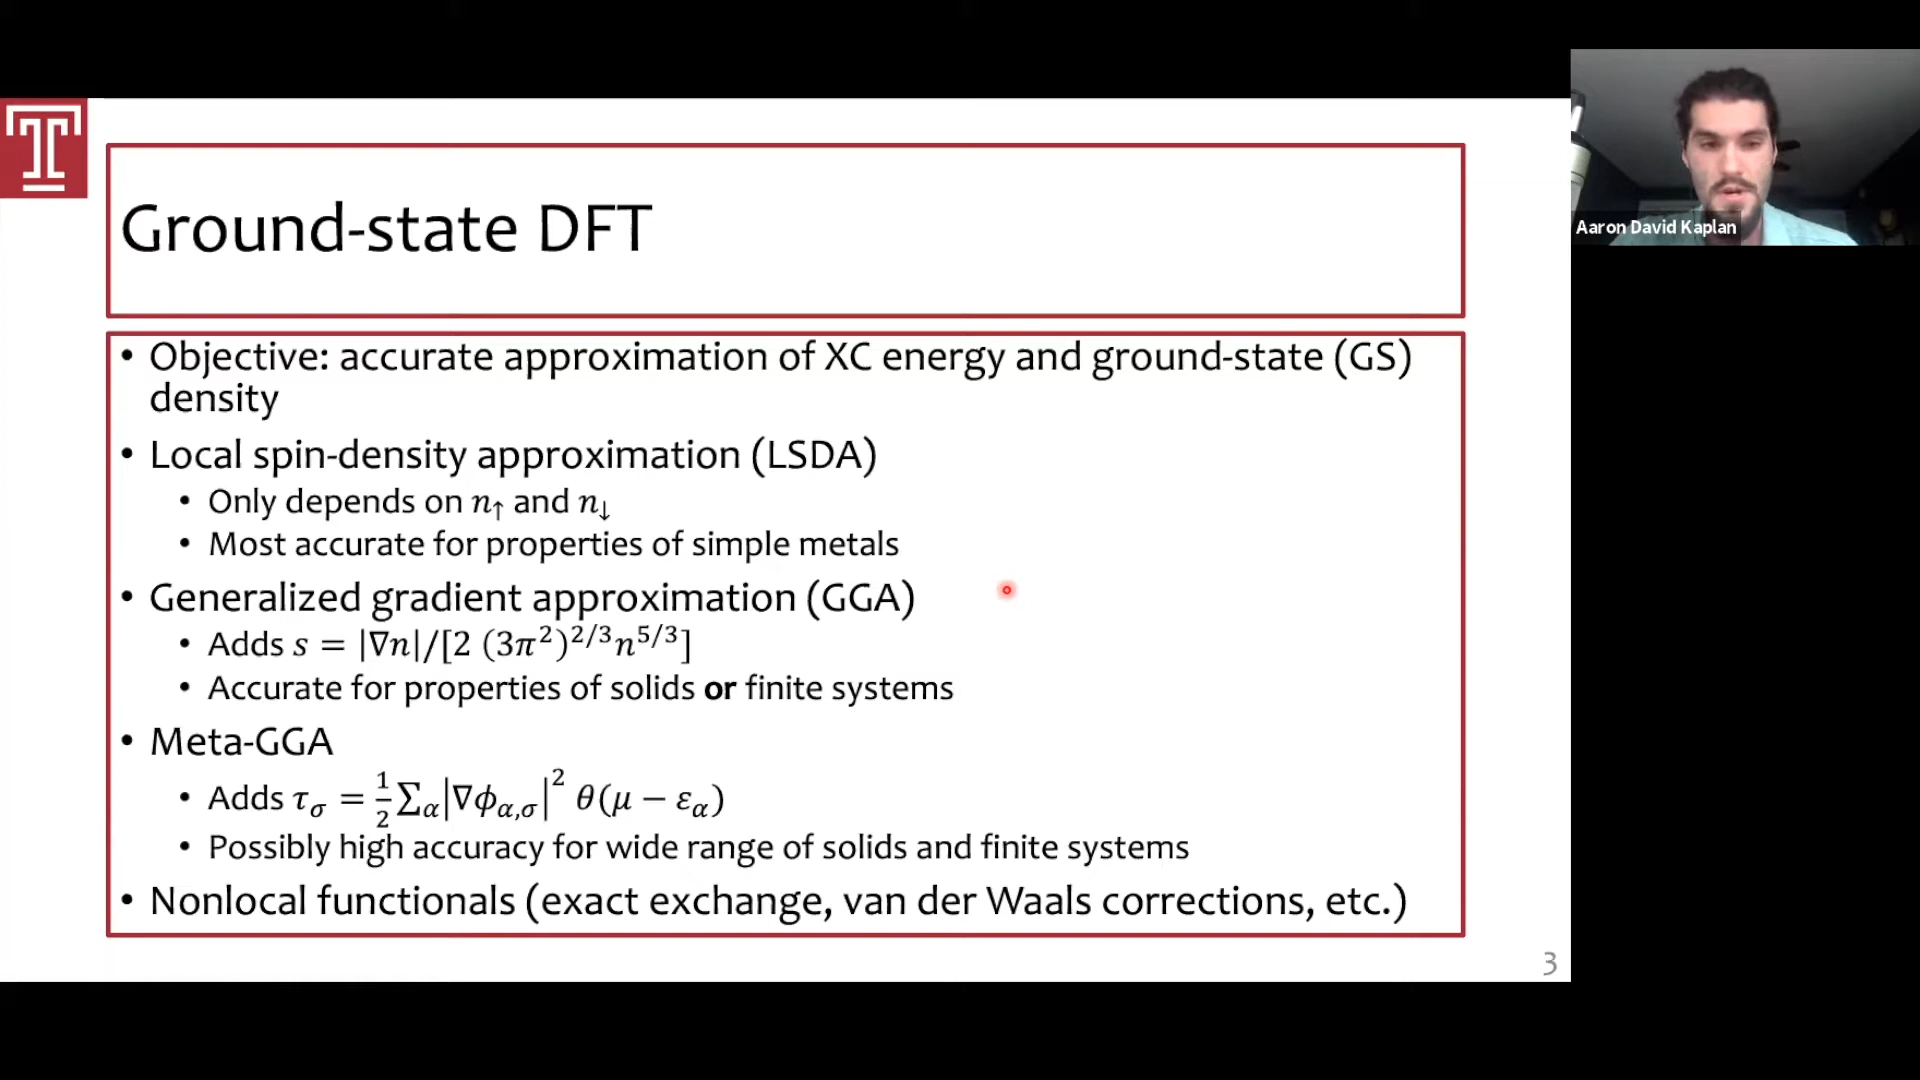 Ground-state DFT
• Objective: accurate approximation of XC energy and ground-state (GS)
density
• Local spin-density approximation (LSDA)
• Only depends on n↑ and n↓
• Most accurate for properties of simple metals
• Generalized gradient approximation (GGA)
• Adds s = |∇n|/[2 (3π²)^{2/3}n^{5/3}]
• Accurate for properties of solids or finite systems
• Meta-GGA
• Adds τ_σ = 1/2 ∑_α|∇ϕ_{α,σ}|² θ(μ − ε_α)
• Possibly high accuracy for wide range of solids and finite systems
• Nonlocal functionals (exact exchange, van der Waals corrections, etc.)
3
Aaron David Kaplan